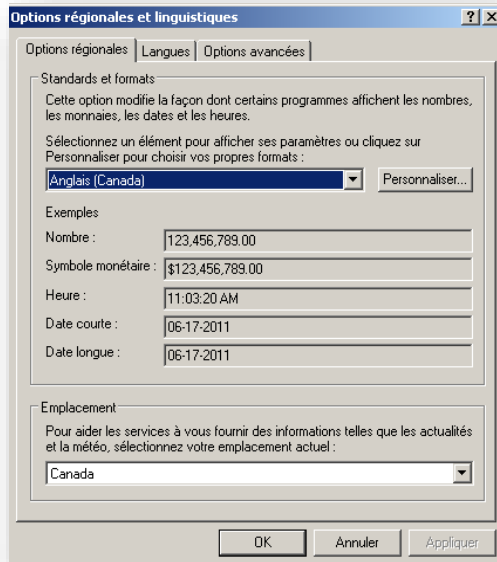 Options régionales et linguistiques
Options régionales Langues Options avancées
Standards et formats
Cette option modifie la façon dont certains programmes affichent les nombres,
les monnaies, les dates et les heures.
Sélectionnez un élément pour afficher ses paramètres ou cliquez sur
Personnaliser pour choisir vos propres formats :
Anglais (Canada) Personnaliser...
Exemples
Nombre : 123,456,789.00
Symbole monétaire : $123,456,789.00
Heure : 11:03:20 AM
Date courte : 06-17-2011
Date longue : 06-17-2011
Emplacement
Pour aider les services à vous fournir des informations telles que les actualités
et la météo, sélectionnez votre emplacement actuel :
Canada
OK Annuler Appliquer